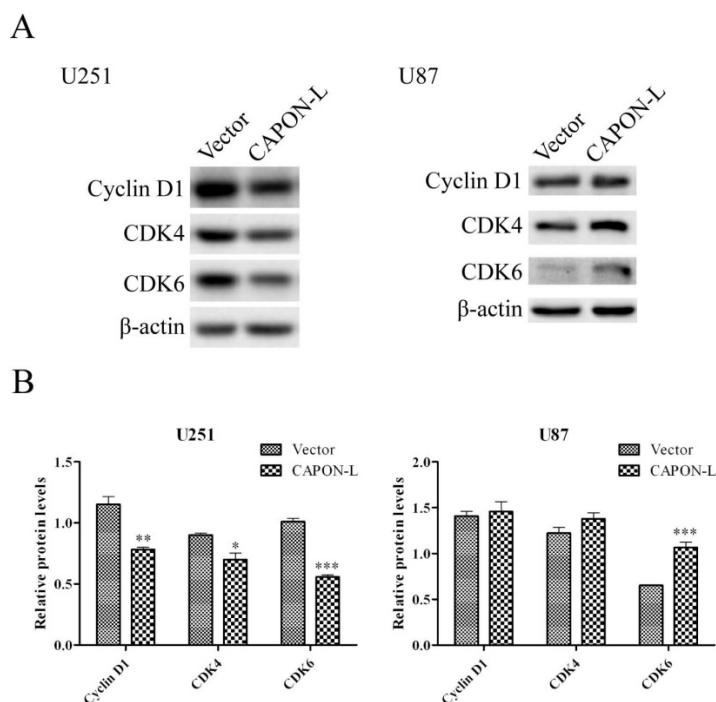 A
U251
Vector
CAPON-L
Cyclin D1
CDK4
CDK6
β-actin
U87
Vector
CAPON-L
Cyclin D1
CDK4
CDK6
β-actin
B
U251
Vector
CAPON-L
Relative protein levels
1.5
1.0
0.5
0.0
**
*
***
Cyclin D1
CDK4
CDK6
U87
Vector
CAPON-L
Relative protein levels
2.0
1.5
1.0
0.5
0.0
***
Cyclin D1
CDK4
CDK6